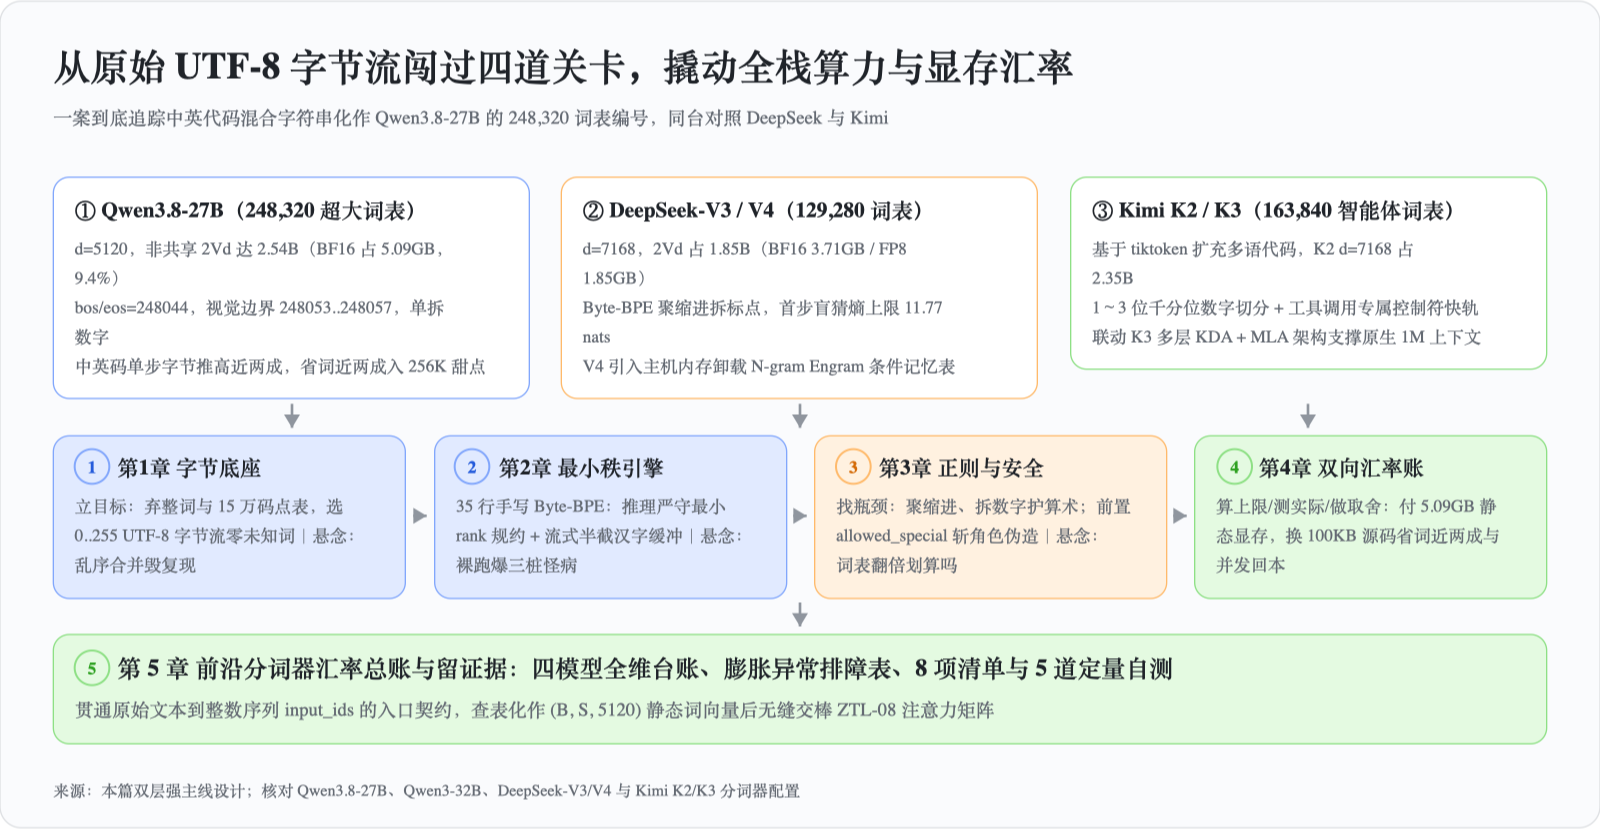 从原始 UTF-8 字节流闯过四道关卡，撬动全栈算力与显存汇率
一案到底追踪中英代码混合字符串化作 Qwen3.8-27B 的 248,320 词表编号，同台对照 DeepSeek 与 Kimi
① Qwen3.8-27B（248,320 超大词表）
d=5120，非共享 2Vd 达 2.54B（BF16 占 5.09GB，
9.4%）
bos/eos=248044，视觉边界 248053..248057，单拆
数字
中英码单步字节推高近两成，省词近两成入 256K 甜点
② DeepSeek-V3 / V4（129,280 词表）
d=7168，2Vd 占 1.85B（BF16 3.71GB / FP8
1.85GB）
Byte-BPE 聚缩进拆标点，首步盲猜熵上限 11.77
nats
V4 引入主机内存卸载 N-gram Engram 条件记忆表
③ Kimi K2 / K3（163,840 智能体词表）
基于 tiktoken 扩充多语代码，K2 d=7168 占
2.35B
1 ~ 3 位千分位数字切分 + 工具调用专属控制符快轨
联动 K3 多层 KDA + MLA 架构支撑原生 1M 上下文
1 第1章 字节底座
立目标：弃整词与 15 万码点表，选
0..255 UTF-8 字节流零未知词｜悬念：
乱序合并毁复现
2 第2章 最小秩引擎
35 行手写 Byte-BPE：推理严守最小
rank 规约 + 流式半截汉字缓冲｜悬念：
裸跑爆三桩怪病
3 第3章 正则与安全
找瓶颈：聚缩进、拆数字护算术；前置
allowed_special 斩角色伪造｜悬念：
词表翻倍划算吗
4 第4章 双向汇率账
算上限/测实际/做取舍：付 5.09GB 静
态显存，换 100KB 源码省词近两成与
并发回本
5 第 5 章 前沿分词器汇率总账与留证据：四模型全维台账、膨胀异常排障表、8 项清单与 5 道定量自测
贯通原始文本到整数序列 input_ids 的入口契约，查表化作 (B, S, 5120) 静态词向量后无缝交棒 ZTL-08 注意力矩阵
来源：本篇双层强主线设计；核对 Qwen3.8-27B、Qwen3-32B、DeepSeek-V3/V4 与 Kimi K2/K3 分词器配置